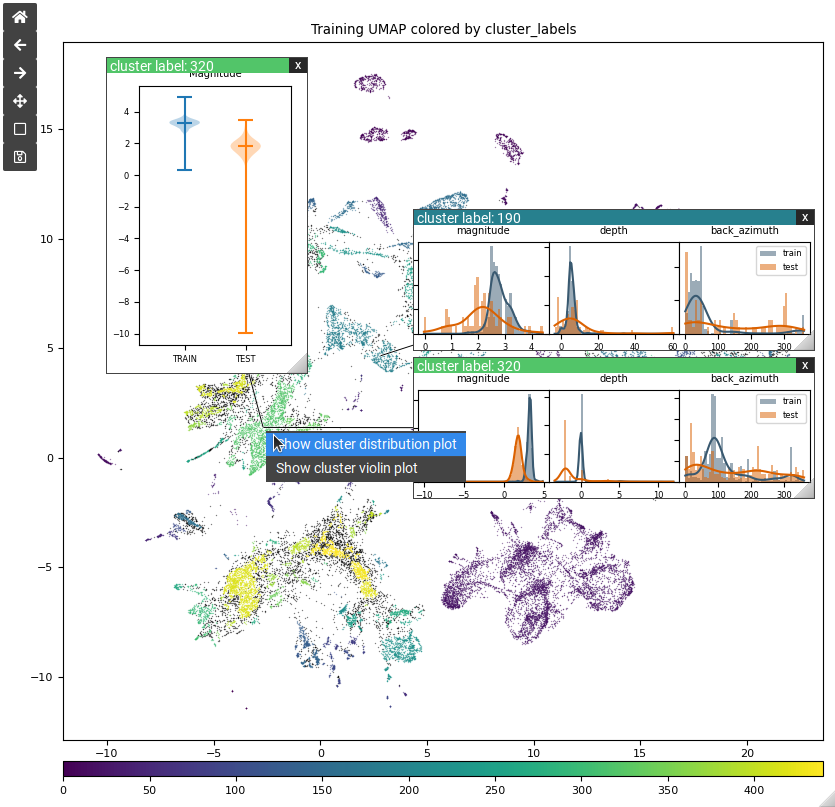 Training UMAP colored by cluster_labels
cluster label: 320 x
Magnitude
4
2
0
−2
−4
−6
−8
−10
TRAIN TEST
cluster label: 190 x
magnitude depth back_azimuth
train
test
0 1 2 3 4 0 20 40 60 0 100 200 300
cluster label: 320 x
magnitude depth back_azimuth
train
test
−10 −5 0 5 0 5 10 0 100 200 300
how cluster distribution plot
Show cluster violin plot
15
10
5
0
−5
−10
−10 −5 0 5 10 15 20
0 50 100 150 200 250 300 350 400